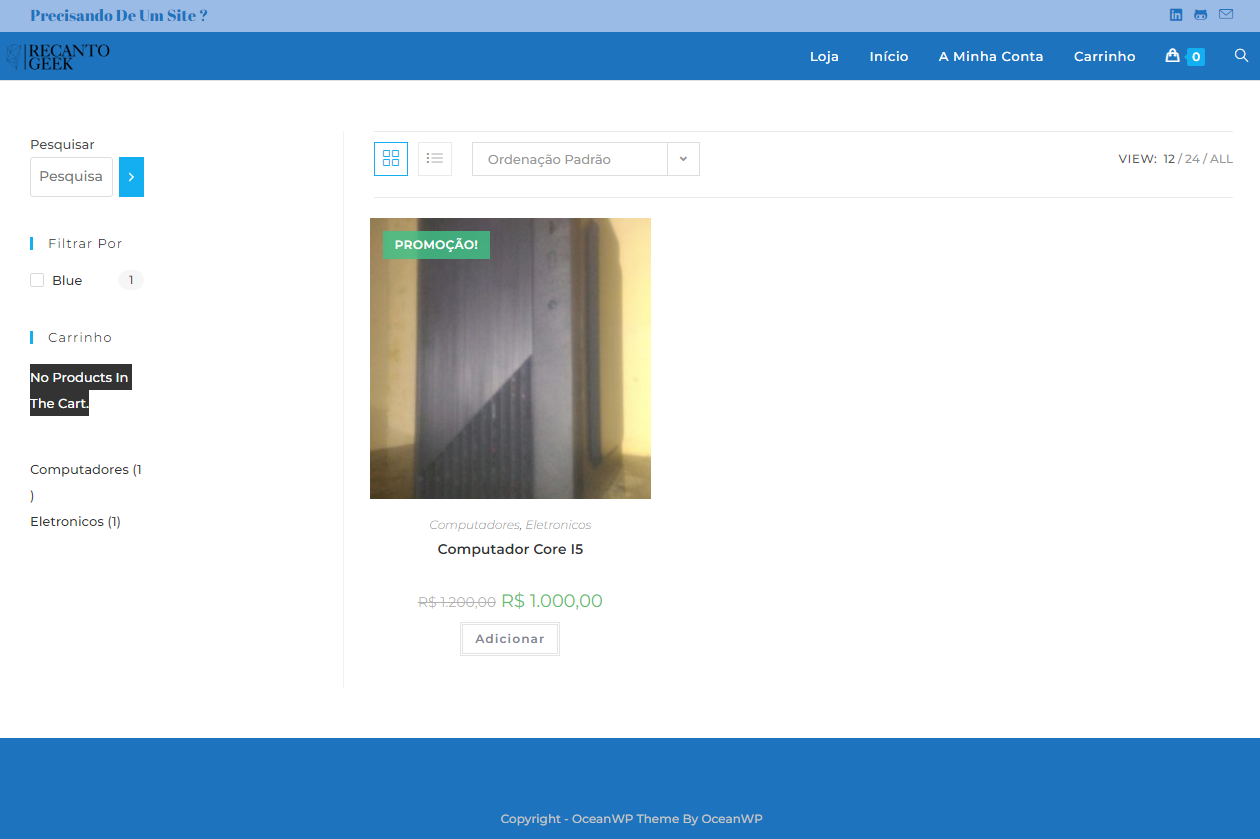 Precisando De Um Site ?
RECANTO
GEEK
Loja
Início
A Minha Conta
Carrinho
0
Pesquisar
Pesquisa
Filtrar Por
Blue
1
Carrinho
No Products In
The Cart.
Computadores (1
)
Eletronicos (1)
Ordenação Padrão
VIEW: 12 / 24 / ALL
PROMOÇÃO!
Computadores, Eletronicos
Computador Core I5
R$ 1.200,00 R$ 1.000,00
Adicionar
Copyright - OceanWP Theme By OceanWP